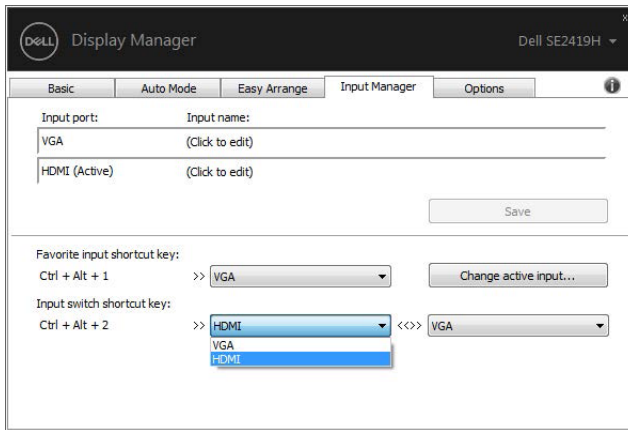 x
DELL Display Manager Dell SE2419H
Basic Auto Mode Easy Arrange Input Manager Options i
Input port: Input name:
VGA (Click to edit)
HDMI (Active) (Click to edit)
Save
Favorite input shortcut key:
Ctrl + Alt + 1 >> VGA Change active input...
Input switch shortcut key:
Ctrl + Alt + 2 >> HDMI <<>> VGA
VGA
HDMI